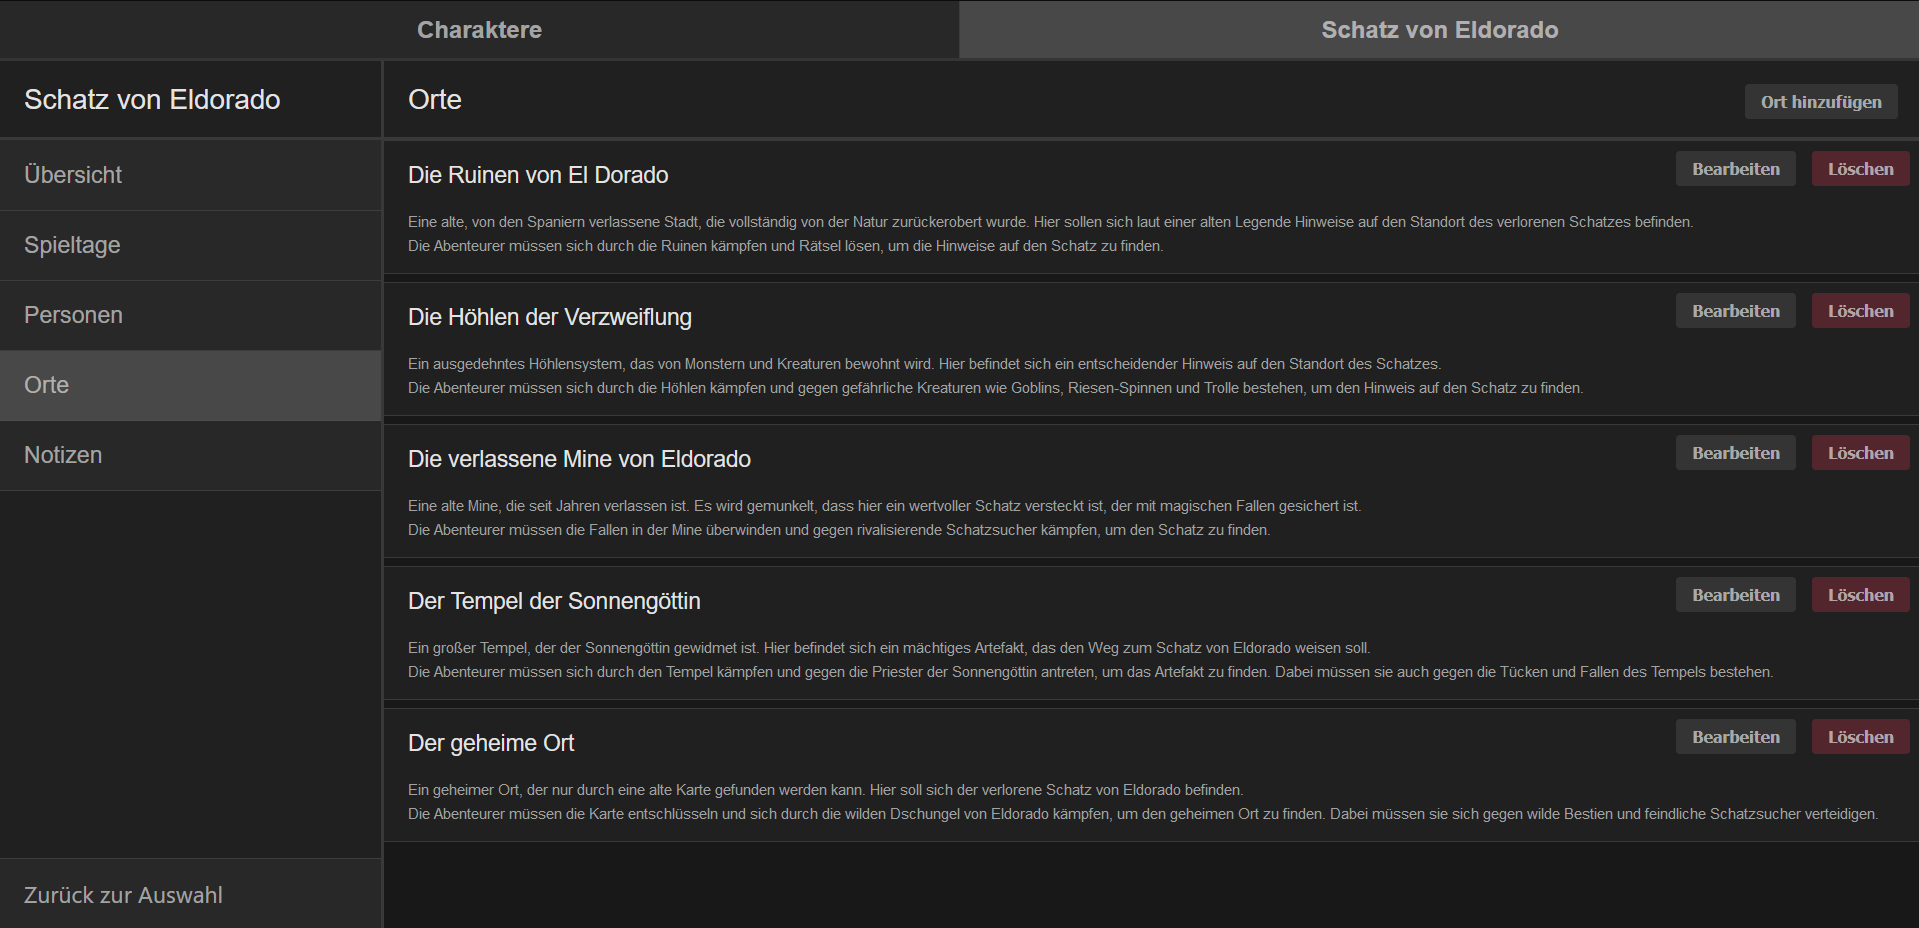 Charaktere
Schatz von Eldorado
Schatz von Eldorado
Übersicht
Spieltage
Personen
Orte
Notizen
Zurück zur Auswahl
Orte
Ort hinzufügen
Die Ruinen von El Dorado
Bearbeiten
Löschen
Eine alte, von den Spaniern verlassene Stadt, die vollständig von der Natur zurückerobert wurde. Hier sollen sich laut einer alten Legende Hinweise auf den Standort des verlorenen Schatzes befinden.
Die Abenteurer müssen sich durch die Ruinen kämpfen und Rätsel lösen, um die Hinweise auf den Schatz zu finden.
Die Höhlen der Verzweiflung
Bearbeiten
Löschen
Ein ausgedehntes Höhlensystem, das von Monstern und Kreaturen bewohnt wird. Hier befindet sich ein entscheidender Hinweis auf den Standort des Schatzes.
Die Abenteurer müssen sich durch die Höhlen kämpfen und gegen gefährliche Kreaturen wie Goblins, Riesen-Spinnen und Trolle bestehen, um den Hinweis auf den Schatz zu finden.
Die verlassene Mine von Eldorado
Bearbeiten
Löschen
Eine alte Mine, die seit Jahren verlassen ist. Es wird gemunkelt, dass hier ein wertvoller Schatz versteckt ist, der mit magischen Fallen gesichert ist.
Die Abenteurer müssen die Fallen in der Mine überwinden und gegen rivalisierende Schatzsucher kämpfen, um den Schatz zu finden.
Der Tempel der Sonnengöttin
Bearbeiten
Löschen
Ein großer Tempel, der der Sonnengöttin gewidmet ist. Hier befindet sich ein mächtiges Artefakt, das den Weg zum Schatz von Eldorado weisen soll.
Die Abenteurer müssen sich durch den Tempel kämpfen und gegen die Priester der Sonnengöttin antreten, um das Artefakt zu finden. Dabei müssen sie auch gegen die Tücken und Fallen des Tempels bestehen.
Der geheime Ort
Bearbeiten
Löschen
Ein geheimer Ort, der nur durch eine alte Karte gefunden werden kann. Hier soll sich der verlorene Schatz von Eldorado befinden.
Die Abenteurer müssen die Karte entschlüsseln und sich durch die wilden Dschungel von Eldorado kämpfen, um den geheimen Ort zu finden. Dabei müssen sie sich gegen wilde Bestien und feindliche Schatzsucher verteidigen.